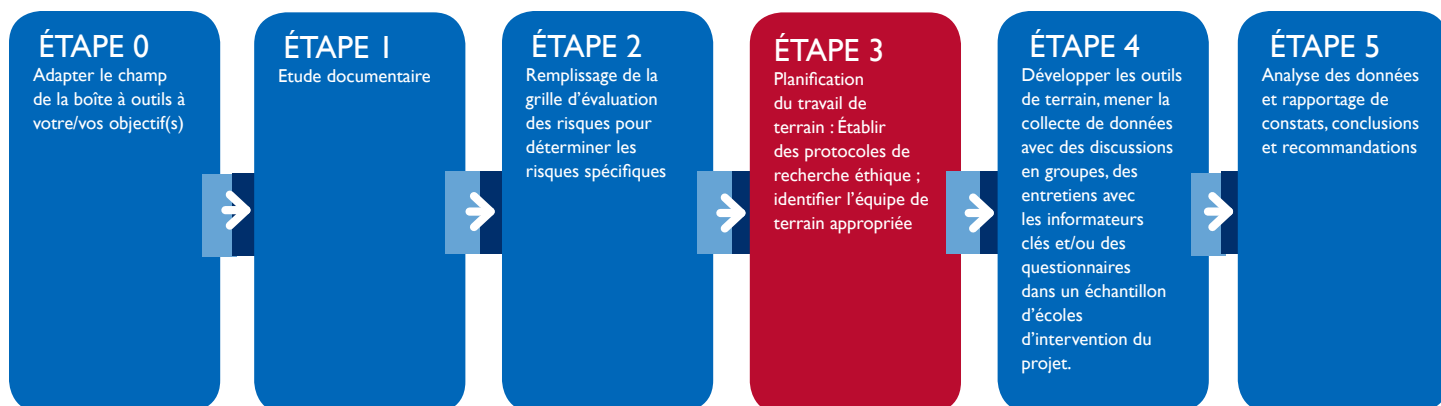 ÉTAPE 0
Adapter le champ
de la boîte à outils à
votre/vos objectif(s)
ÉTAPE 1
Etude documentaire
ÉTAPE 2
Remplissage de la
grille d'évaluation
des risques pour
déterminer les
risques spécifiques
ÉTAPE 3
Planification
du travail de
terrain : Établir
des protocoles de
recherche éthique ;
identifier l'équipe de
terrain appropriée
ÉTAPE 4
Développer les outils
de terrain, mener la
collecte de données
avec des discussions
en groupes, des
entretiens avec
les informateurs
clés et/ou des
questionnaires
dans un échantillon
d'écoles
d'intervention du
projet.
ÉTAPE 5
Analyse des données
et rapportage de
constats, conclusions
et recommandations